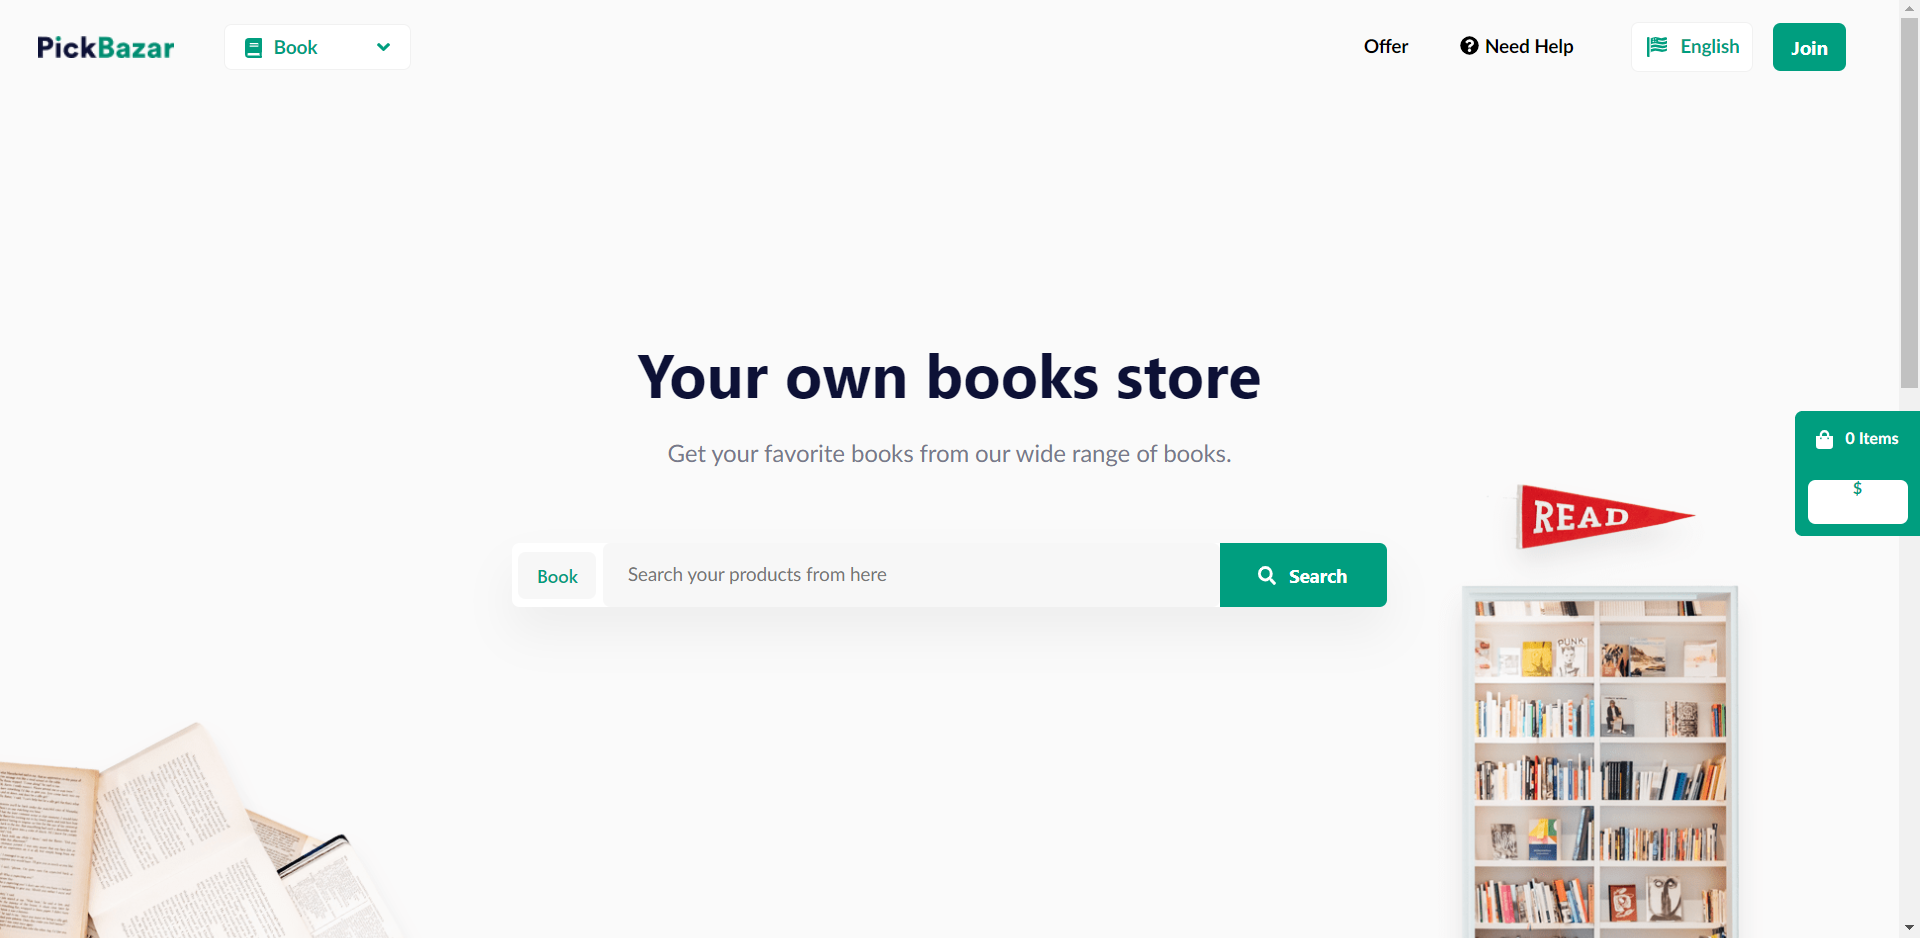 PickBazar
Book
Offer
Need Help
English
Join
Your own books store
Get your favorite books from our wide range of books.
0 Items
$
READ
Book
Search your products from here
Search
PUNK